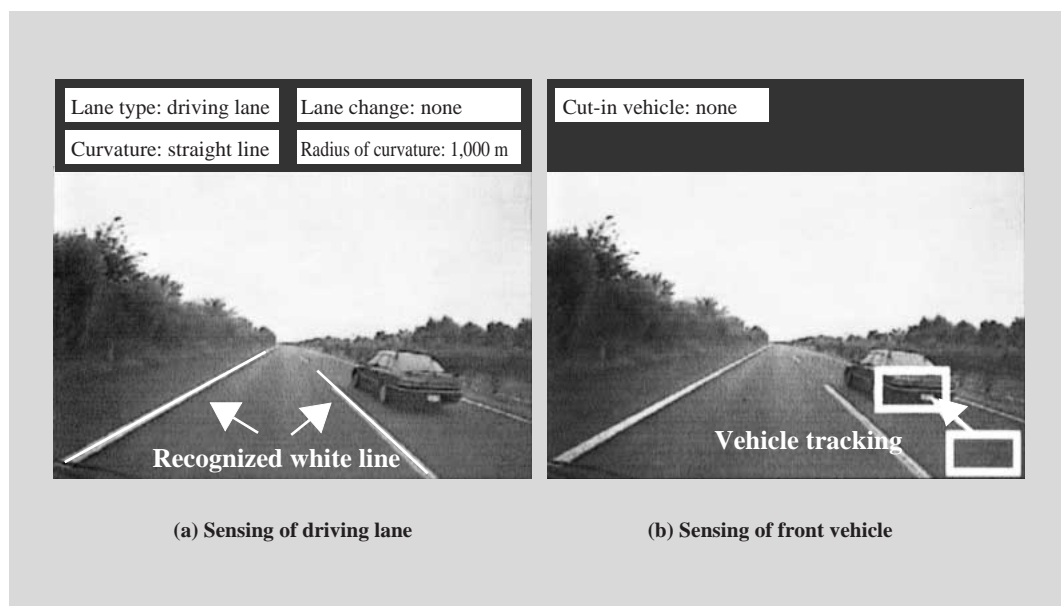 Lane type: driving lane
Lane change: none
Curvature: straight line
Radius of curvature: 1,000 m
Recognized white line
(a) Sensing of driving lane
Cut-in vehicle: none
Vehicle tracking
(b) Sensing of front vehicle